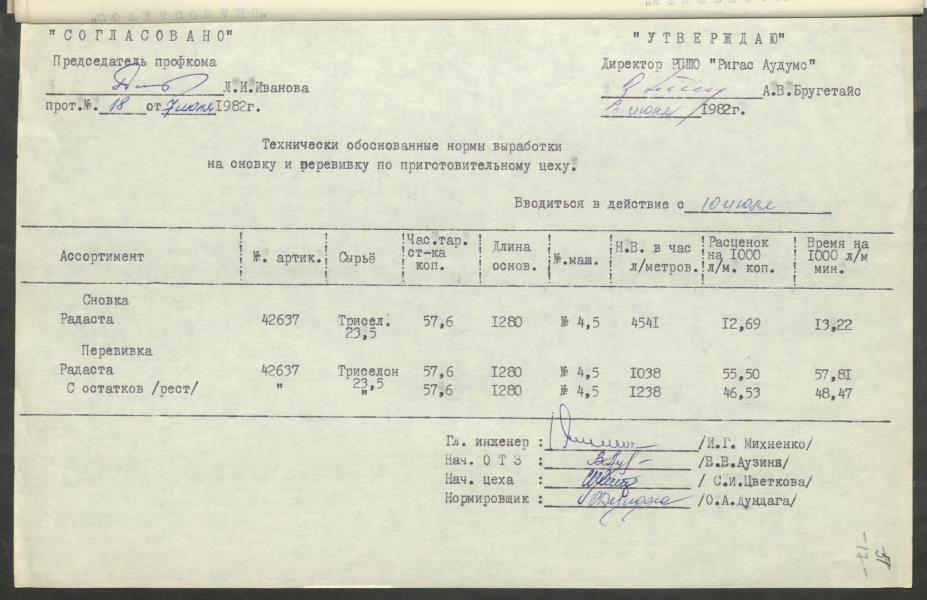 "СОГЛАСОВАНО"
"УТВЕРЖДАЮ"
Председатель профкома
Директор РПШО "Ригас Аудумс"
Л.И.Иванова
А.В.Бругетайс
прот.№. 18 от 7 июня 1982г.
июня 1982г.
Технически обоснованные нормы выработки
на сновку и перевивку по приготовительному цеху.
Вводиться в действие с 10 июля
Ассортимент №. артик. Сырьё Час.тар. ст-ка коп. Длина основ. №.маш. Н.В. в час л/метров. Расценок на 1000 л/м. коп. Время на 1000 л/м мин.
Сновка
Радаста 42637 Трисел. 23,5 57,6 1280 № 4,5 4541 12,69 13,22
Перевивка
Радаста 42637 Триселон 23,5 57,6 1280 № 4,5 1038 55,50 57,81
С остатков /рест/ " " 57,6 1280 № 4,5 1238 46,53 48,47
Гл. инженер : /И.Г. Михненко/
Нач. О Т З : /В.В.Аузиня/
Нач. цеха : / С.И.Цветкова/
Нормировщик : /О.А.Дундага/